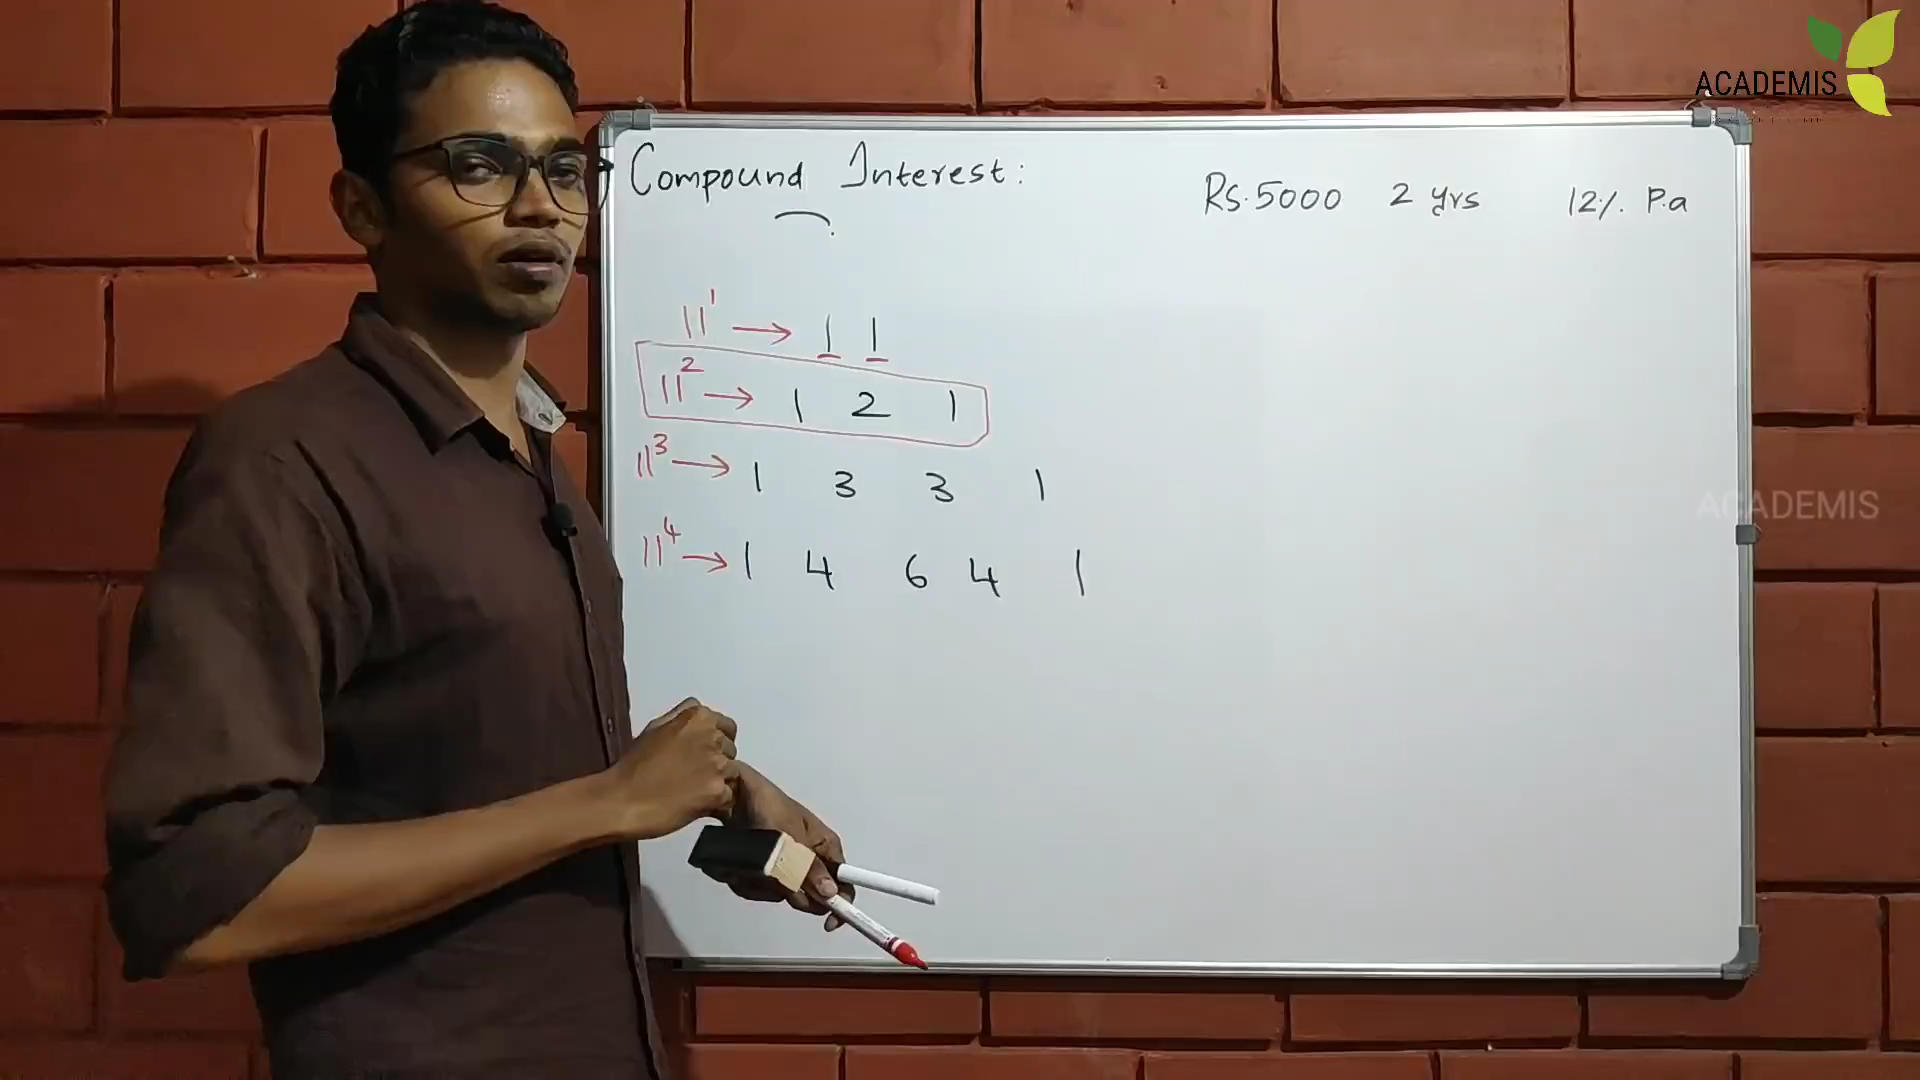 ACADEMIS
Compound Interest:
Rs.5000 2 yrs 12% P.a
11¹ → 1 1
11² → 1 2 1
11³ → 1 3 3 1
11⁴ → 1 4 6 4 1
ACADEMIS